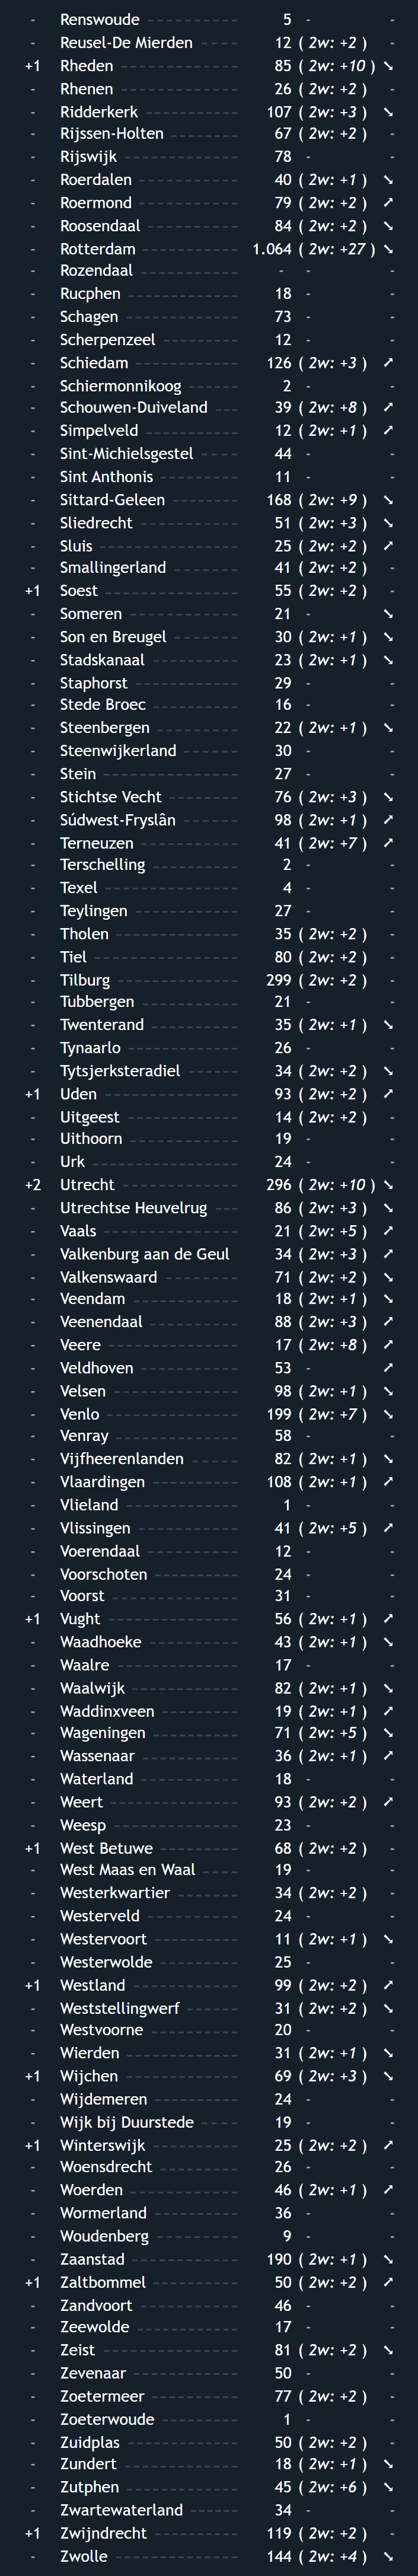 - Renswoude ------------ 5 - -
- Reusel-De Mierden ----- 12 ( 2w: +2 ) -
+1 Rheden --------------- 85 ( 2w: +10 ) ➘
- Rhenen --------------- 26 ( 2w: +2 ) -
- Ridderkerk ------------ 107 ( 2w: +3 ) ➘
- Rijssen-Holten --------- 67 ( 2w: +2 ) -
- Rijswijk --------------- 78 - -
- Roerdalen ------------- 40 ( 2w: +1 ) ➘
- Roermond ------------- 79 ( 2w: +2 ) ➚
- Roosendaal ------------ 84 ( 2w: +2 ) ➘
- Rotterdam ------------ 1.064 ( 2w: +27 ) ➘
- Rozendaal ------------- - - -
- Rucphen -------------- 18 - -
- Schagen --------------- 73 - -
- Scherpenzeel ---------- 12 - -
- Schiedam ------------- 126 ( 2w: +3 ) ➚
- Schiermonnikoog ------ 2 - -
- Schouwen-Duiveland --- 39 ( 2w: +8 ) ➚
- Simpelveld ------------ 12 ( 2w: +1 ) ➚
- Sint-Michielsgestel ----- 44 - -
- Sint Anthonis ---------- 11 - -
- Sittard-Geleen --------- 168 ( 2w: +9 ) ➘
- Sliedrecht ------------- 51 ( 2w: +3 ) ➘
- Sluis ----------------- 25 ( 2w: +2 ) ➚
- Smallingerland -------- 41 ( 2w: +2 ) -
+1 Soest ----------------- 55 ( 2w: +2 ) -
- Someren -------------- 21 - ➘
- Son en Breugel -------- 30 ( 2w: +1 ) ➘
- Stadskanaal ----------- 23 ( 2w: +1 ) ➘
- Staphorst ------------- 29 - -
- Stede Broec ----------- 16 - -
- Steenbergen ---------- 22 ( 2w: +1 ) ➘
- Steenwijkerland ------- 30 - -
- Stein ----------------- 27 - -
- Stichtse Vecht --------- 76 ( 2w: +3 ) ➚
- Súdwest-Fryslân ------- 98 ( 2w: +1 ) ➚
- Terneuzen ------------ 41 ( 2w: +7 ) ➚
- Terschelling ----------- 2 - -
- Texel ----------------- 4 - -
- Teylingen ------------- 27 - -
- Tholen --------------- 35 ( 2w: +2 ) -
- Tiel ------------------ 80 ( 2w: +2 ) -
- Tilburg --------------- 299 ( 2w: +2 ) -
- Tubbergen ------------ 21 - -
- Twenterand ----------- 35 ( 2w: +1 ) ➘
- Tynaarlo -------------- 26 - -
- Tytsjerksteradiel ------ 34 ( 2w: +2 ) ➘
+1 Uden ----------------- 93 ( 2w: +2 ) ➚
- Uitgeest -------------- 14 ( 2w: +2 ) -
- Uithoorn -------------- 19 - -
- Urk ------------------ 24 - -
+2 Utrecht --------------- 296 ( 2w: +10 ) ➘
- Utrechtse Heuvelrug --- 86 ( 2w: +3 ) ➘
- Vaals ----------------- 21 ( 2w: +5 ) ➚
- Valkenburg aan de Geul 34 ( 2w: +3 ) ➚
- Valkenswaard --------- 71 ( 2w: +2 ) ➘
- Veendam ------------- 18 ( 2w: +1 ) ➘
- Veenendaal ----------- 88 ( 2w: +3 ) ➚
- Veere ---------------- 17 ( 2w: +8 ) ➚
- Veldhoven ------------ 53 - ➚
- Velsen --------------- 98 ( 2w: +1 ) ➘
- Venlo ---------------- 199 ( 2w: +7 ) ➘
- Venray --------------- 58 - -
- Vijfheerenlanden ------ 82 ( 2w: +1 ) ➘
- Vlaardingen ----------- 108 ( 2w: +1 ) ➚
- Vlieland -------------- 1 - -
- Vlissingen ------------- 41 ( 2w: +5 ) ➚
- Voerendaal ----------- 12 - -
- Voorschoten ---------- 24 - -
- Voorst ---------------- 31 - -
+1 Vught ---------------- 56 ( 2w: +1 ) ➚
- Waadhoeke ----------- 43 ( 2w: +1 ) ➘
- Waalre --------------- 17 - -
- Waalwijk ------------- 82 ( 2w: +1 ) ➘
- Waddinxveen ---------- 19 ( 2w: +1 ) ➚
- Wageningen ----------- 71 ( 2w: +5 ) ➘
- Wassenaar ------------ 36 ( 2w: +1 ) ➚
- Waterland ------------ 18 - -
- Weert ---------------- 93 ( 2w: +2 ) ➚
- Weesp --------------- 23 - -
+1 West Betuwe ---------- 68 ( 2w: +2 ) -
- West Maas en Waal ---- 19 - -
- Westerkwartier -------- 34 ( 2w: +2 ) -
- Westerveld ----------- 24 - -
- Westervoort ---------- 11 ( 2w: +1 ) ➘
- Westerwolde ---------- 25 - -
+1 Westland ------------- 99 ( 2w: +2 ) ➚
- Weststellingwerf ------- 31 ( 2w: +2 ) ➘
- Westvoorne ----------- 20 - -
- Wierden -------------- 31 ( 2w: +1 ) ➘
+1 Wijchen -------------- 69 ( 2w: +3 ) ➘
- Wijdemeren ----------- 24 - -
- Wijk bij Duurstede ----- 19 - -
+1 Winterswijk ----------- 25 ( 2w: +2 ) ➚
- Woensdrecht ---------- 26 - -
- Woerden ------------- 46 ( 2w: +1 ) ➚
- Wormerland ---------- 36 - -
- Woudenberg ---------- 9 - -
- Zaanstad ------------- 190 ( 2w: +1 ) ➘
+1 Zaltbommel ----------- 50 ( 2w: +2 ) ➚
- Zandvoort ------------ 46 - -
- Zeewolde ------------- 17 - -
- Zeist ----------------- 81 ( 2w: +2 ) ➘
- Zevenaar ------------- 50 - -
- Zoetermeer ----------- 77 ( 2w: +2 ) -
- Zoeterwoude ---------- 1 - -
- Zuidplas -------------- 50 ( 2w: +2 ) -
- Zundert -------------- 18 ( 2w: +1 ) ➘
- Zutphen -------------- 45 ( 2w: +6 ) ➘
- Zwartewaterland ------ 34 - -
+1 Zwijndrecht ----------- 119 ( 2w: +2 ) -
- Zwolle --------------- 144 ( 2w: +4 ) ➘